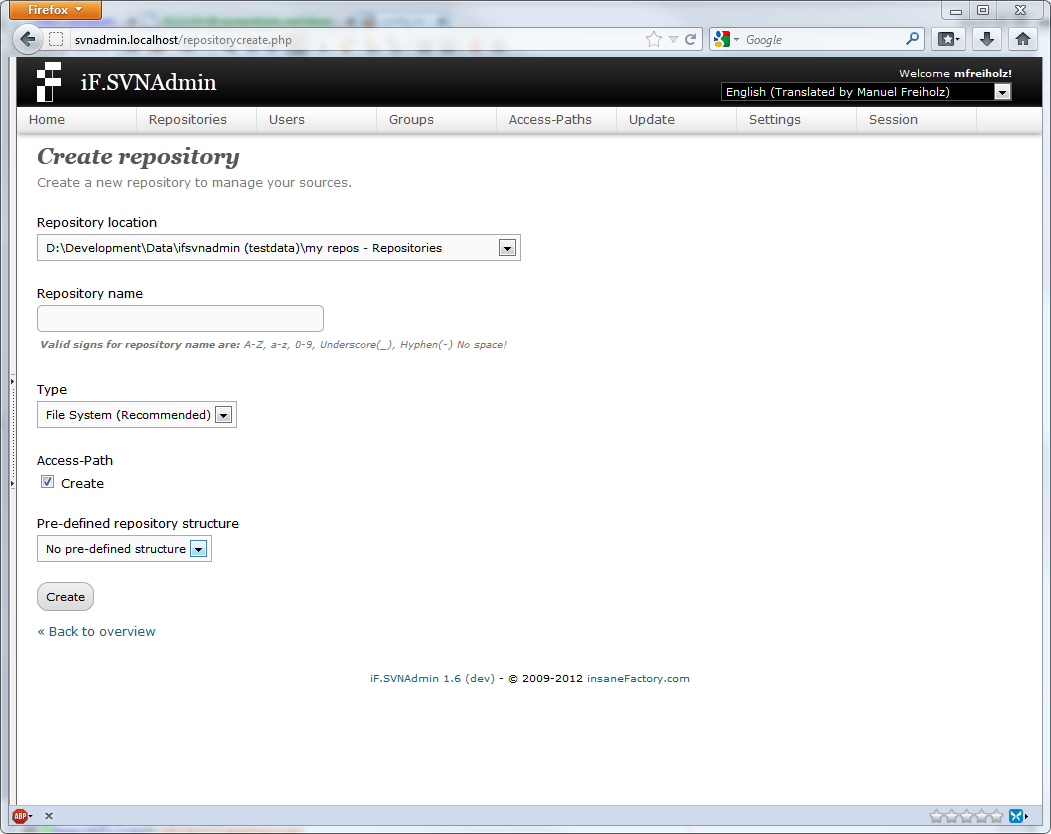 Firefox
svnadmin.localhost/repositorycreate.php
Google
iF.SVNAdmin
Welcome mfreiholz!
English (Translated by Manuel Freiholz)
Home Repositories Users Groups Access-Paths Update Settings Session
Create repository
Create a new repository to manage your sources.
Repository location
D:\Development\Data\ifsvnadmin (testdata)\my repos - Repositories
Repository name
Valid signs for repository name are: A-Z, a-z, 0-9, Underscore(_), Hyphen(-) No space!
Type
File System (Recommended)
Access-Path
Create
Pre-defined repository structure
No pre-defined structure
Create
« Back to overview
iF.SVNAdmin 1.6 (dev) - © 2009-2012 insaneFactory.com
ABP